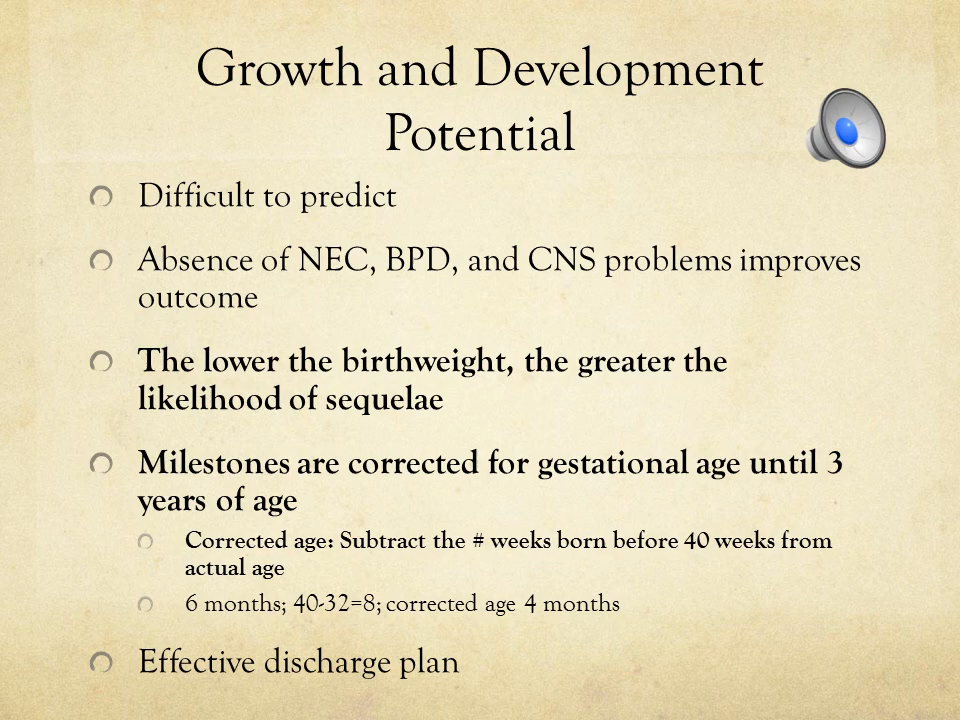 Growth and Development
Potential
Difficult to predict
Absence of NEC, BPD, and CNS problems improves
outcome
The lower the birthweight, the greater the
likelihood of sequelae
Milestones are corrected for gestational age until 3
years of age
Corrected age: Subtract the # weeks born before 40 weeks from
actual age
6 months; 40-32=8; corrected age 4 months
Effective discharge plan